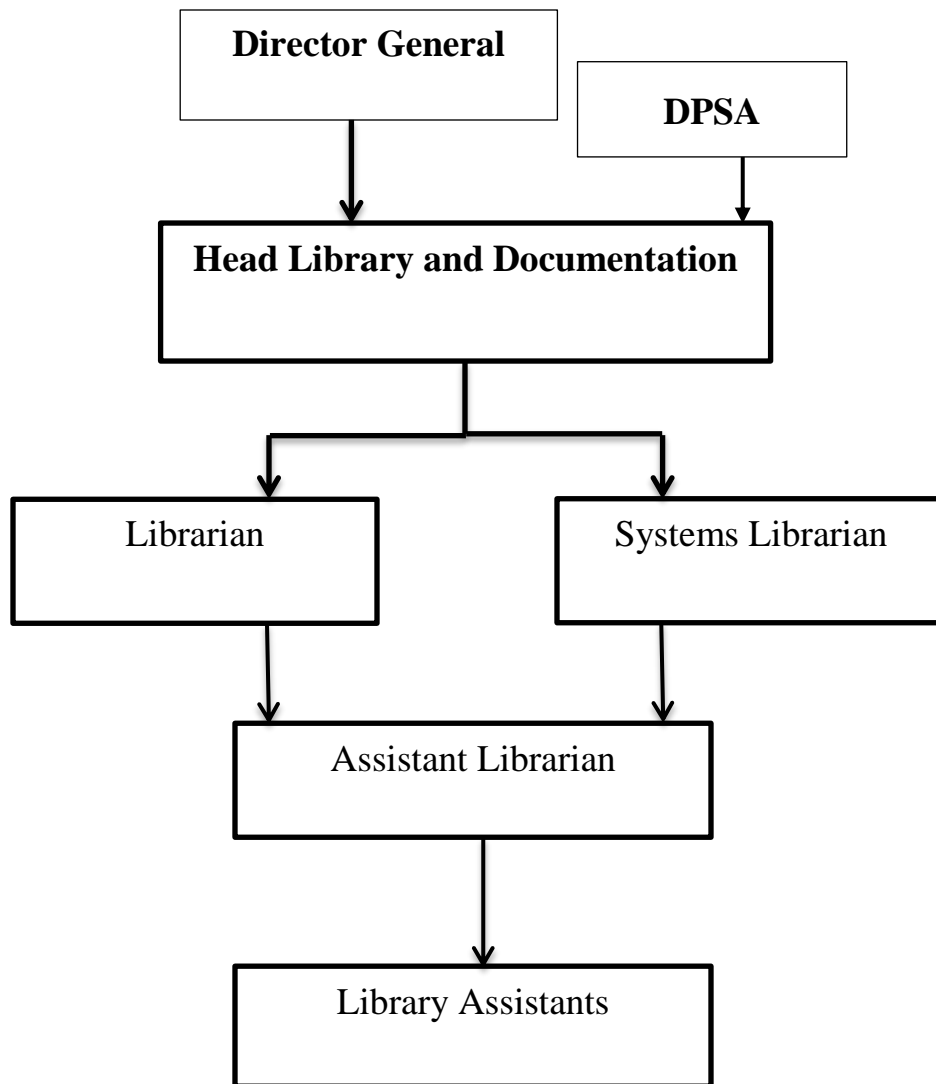 Director General
DPSA
Head Library and Documentation
Librarian
Systems Librarian
Assistant Librarian
Library Assistants